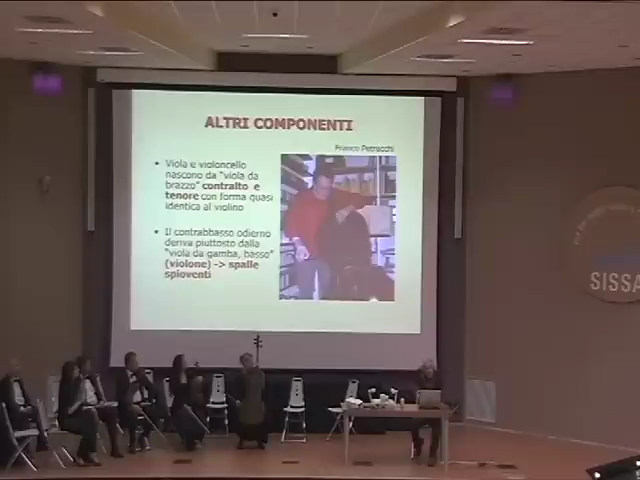 ALTRI COMPONENTI
Franco Petracchi
• Viola e violoncello
nascono da "viola da
brazzo" contralto e
tenore con forma quasi
identica al violino
• Il contrabbasso odierno
deriva piuttosto dalla
"viola da gamba, basso"
(violone) -> spalle
spioventi
SISSA